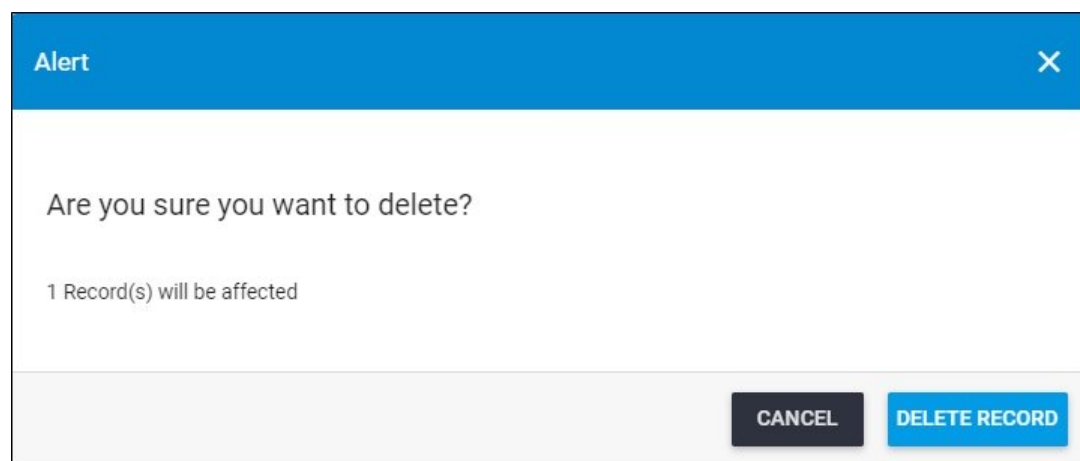 Alert
Are you sure you want to delete?
1 Record(s) will be affected
CANCEL
DELETE RECORD